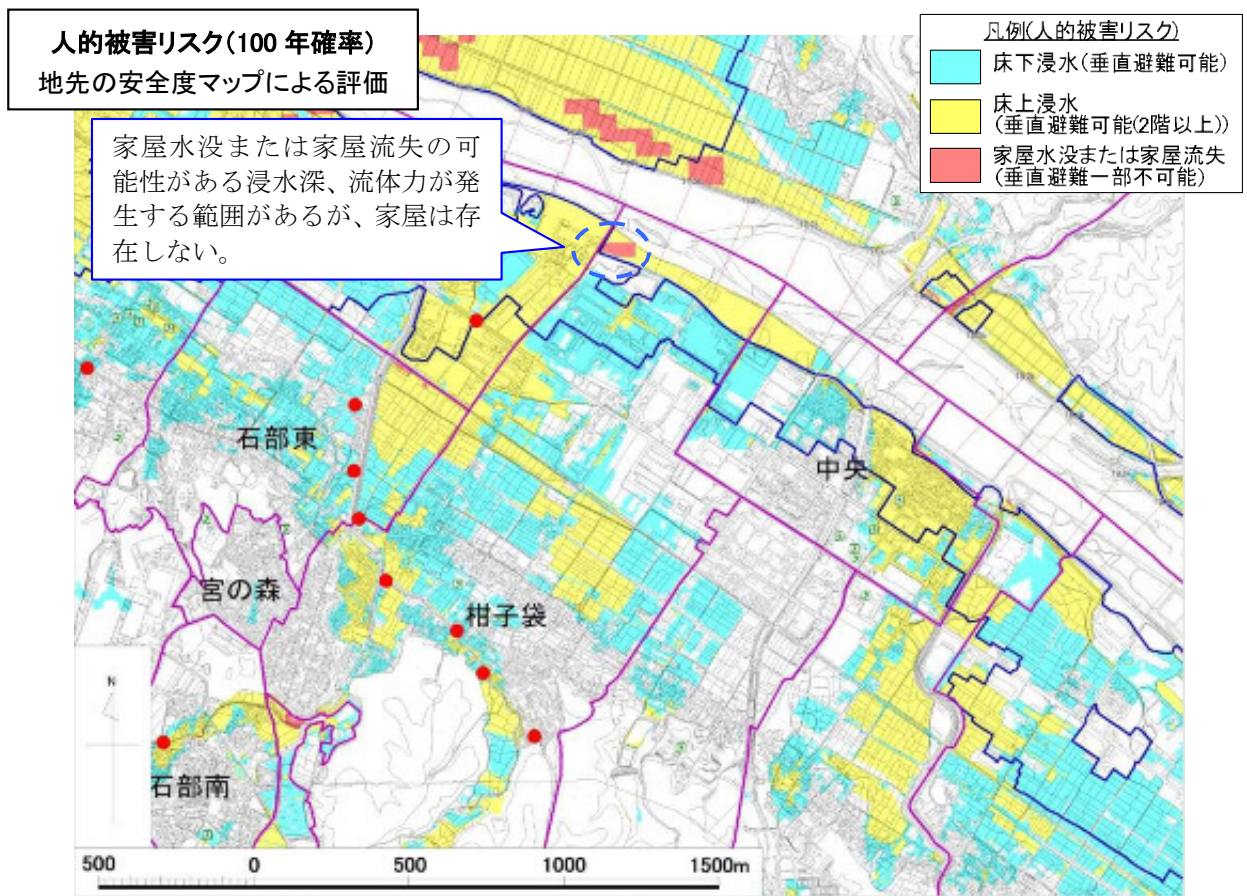 人的被害リスク(100 年確率)
地先の安全度マップによる評価
凡例(人的被害リスク)
床下浸水(垂直避難可能)
床上浸水
(垂直避難可能(2階以上))
家屋水没または家屋流失
(垂直避難一部不可能)
家屋水没または家屋流失の可
能性がある浸水深、流体力が発
生する範囲があるが、家屋は存
在しない。
石部東
中央
宮の森
柑子袋
N
石部南
500 0 500 1000 1500m